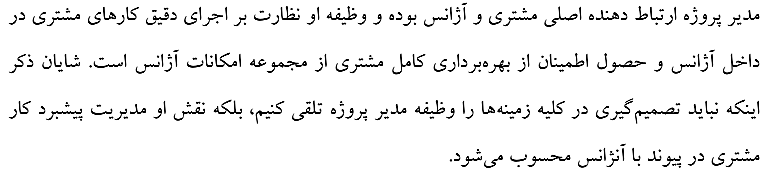 مدیر پروژه ارتباط دهنده اصلی مشتری و آژانس بوده و وظیفه او نظارت بر اجرای دقیق کارهای مشتری در
داخل آژانس و حصول اطمینان از بهره‌برداری کامل مشتری از مجموعه امکانات آژانس است. شایان ذکر
اینکه نباید تصمیم‌گیری در کلیه زمینه‌ها را وظیفه مدیر پروژه تلقی کنیم، بلکه نقش او مدیریت پیشبرد کار
مشتری در پیوند با آنژانس محسوب می‌شود.